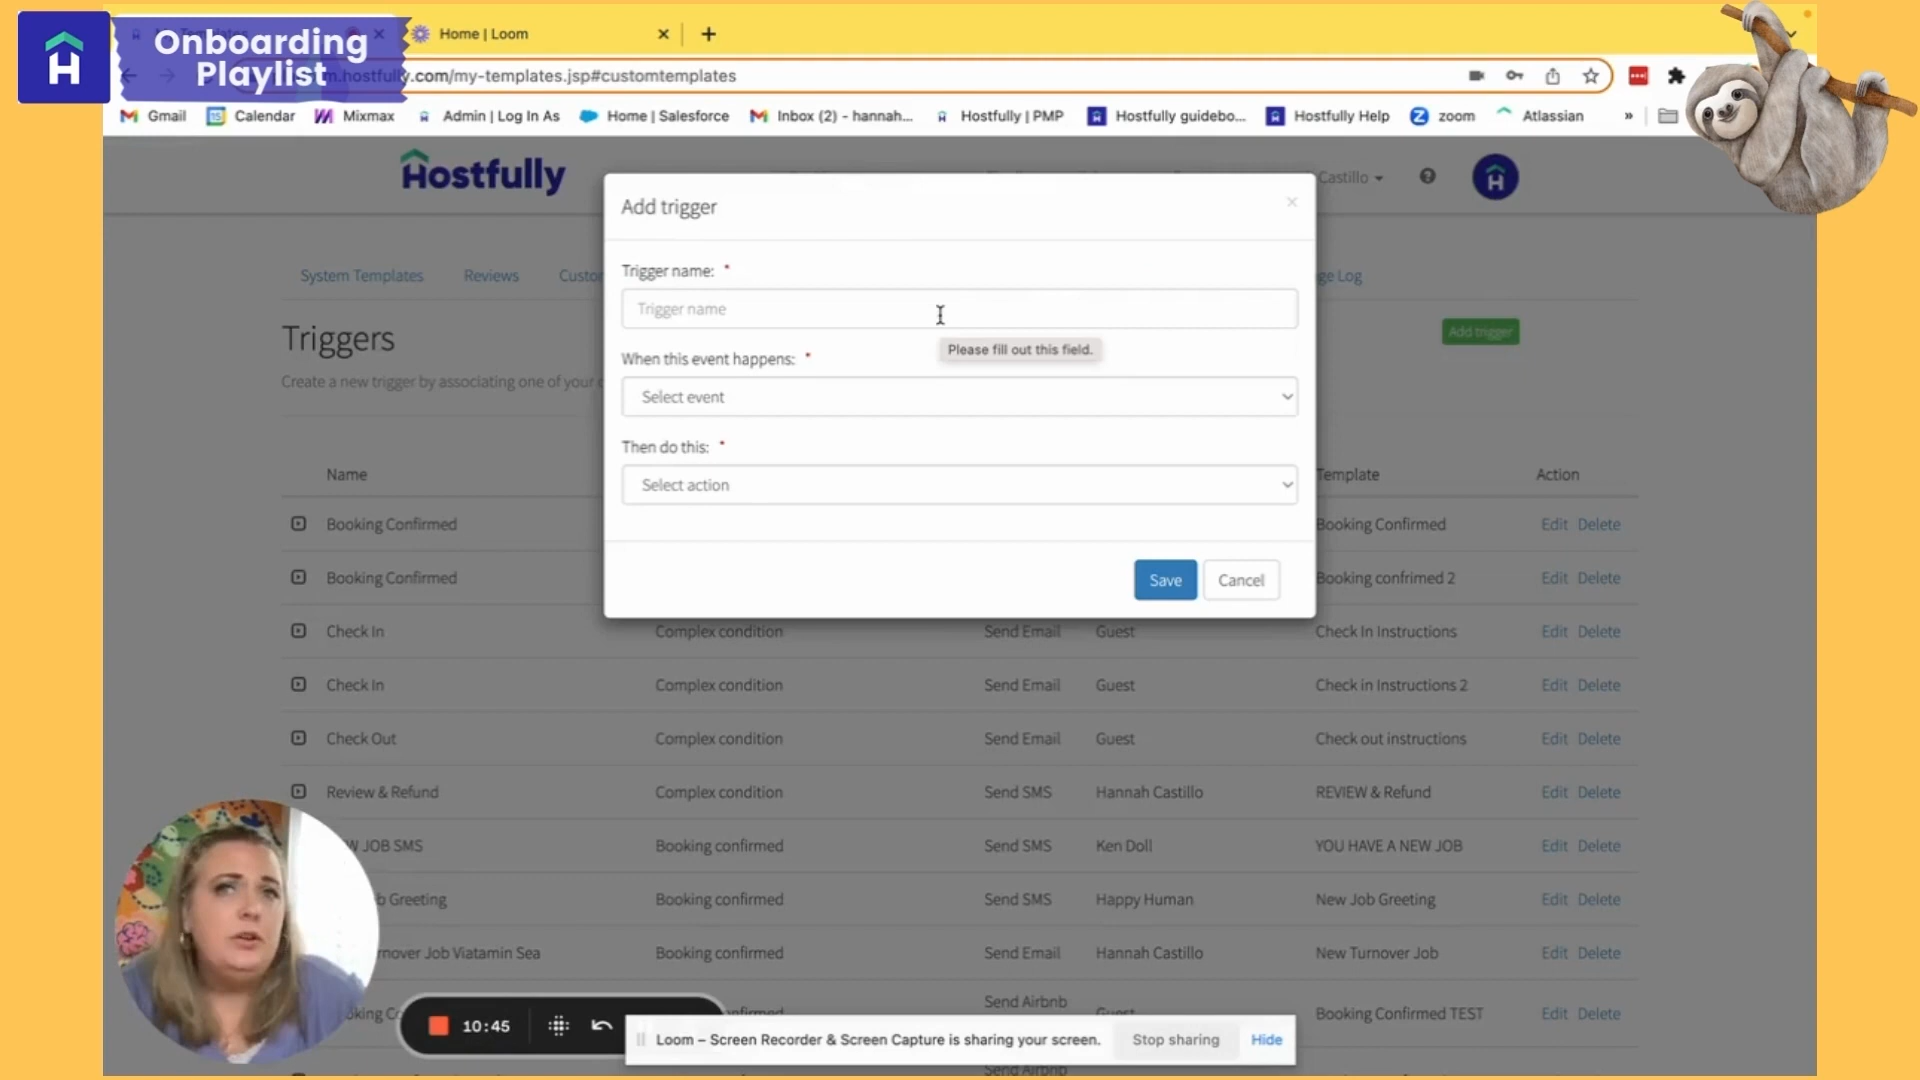 Onboarding
Playlist
Home | Loom
.hostfully.com/my-templates.jsp#customtemplates
Gmail
Calendar
Mixmax
Admin | Log In As
Home | Salesforce
Inbox (2) - hannah...
Hostfully | PMP
Hostfully guidebo...
Hostfully Help
zoom
Atlassian
»
Hostfully
Castillo
Add trigger
×
System Templates
Reviews
Custo
ge Log
Trigger name: *
Trigger name
Please fill out this field.
Triggers
Add trigger
Create a new trigger by associating one of your
When this event happens: *
Select event
Then do this: *
Select action
Save
Cancel
Name
Template
Action
Booking Confirmed
Booking Confirmed
Edit Delete
Booking Confirmed
Booking confrimed 2
Edit Delete
Check In
Complex condition
Send Email
Guest
Check In Instructions
Edit Delete
Check In
Complex condition
Send Email
Guest
Check in Instructions 2
Edit Delete
Check Out
Complex condition
Send Email
Guest
Check out instructions
Edit Delete
Review & Refund
Complex condition
Send SMS
Hannah Castillo
REVIEW & Refund
Edit Delete
W JOB SMS
Booking confirmed
Send SMS
Ken Doll
YOU HAVE A NEW JOB
Edit Delete
b Greeting
Booking confirmed
Send SMS
Happy Human
New Job Greeting
Edit Delete
rnover Job Viatamin Sea
Booking confirmed
Send Email
Hannah Castillo
New Turnover Job
Edit Delete
Send Airbnb
Guest
Booking Confirmed TEST
Edit Delete
10:45
Loom – Screen Recorder & Screen Capture is sharing your screen.
Stop sharing
Hide
Send Airbnb